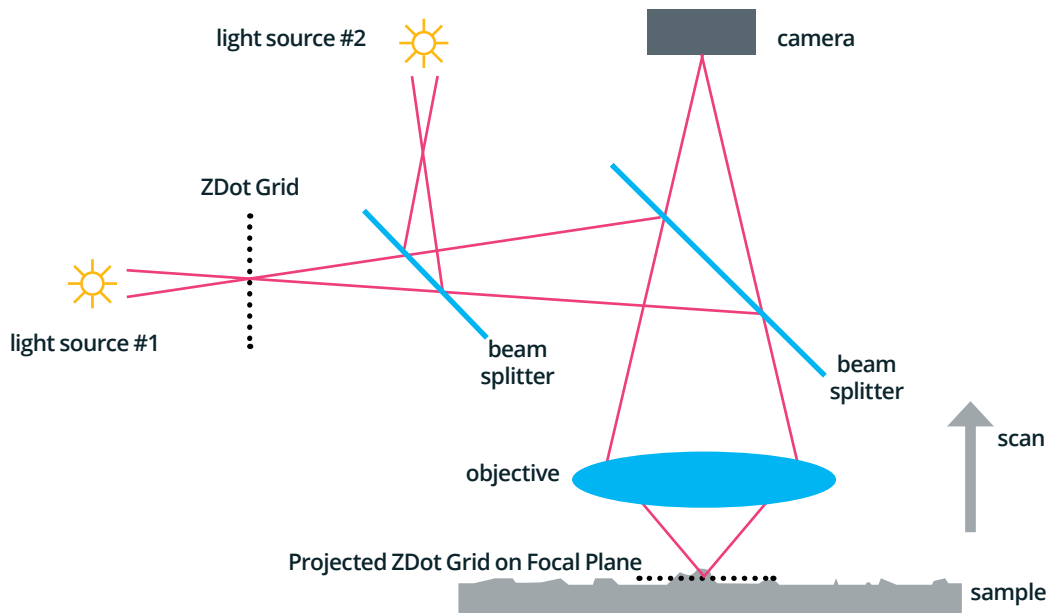 light source #2
camera
ZDot Grid
light source #1
beam
splitter
beam
splitter
scan
objective
Projected ZDot Grid on Focal Plane
sample